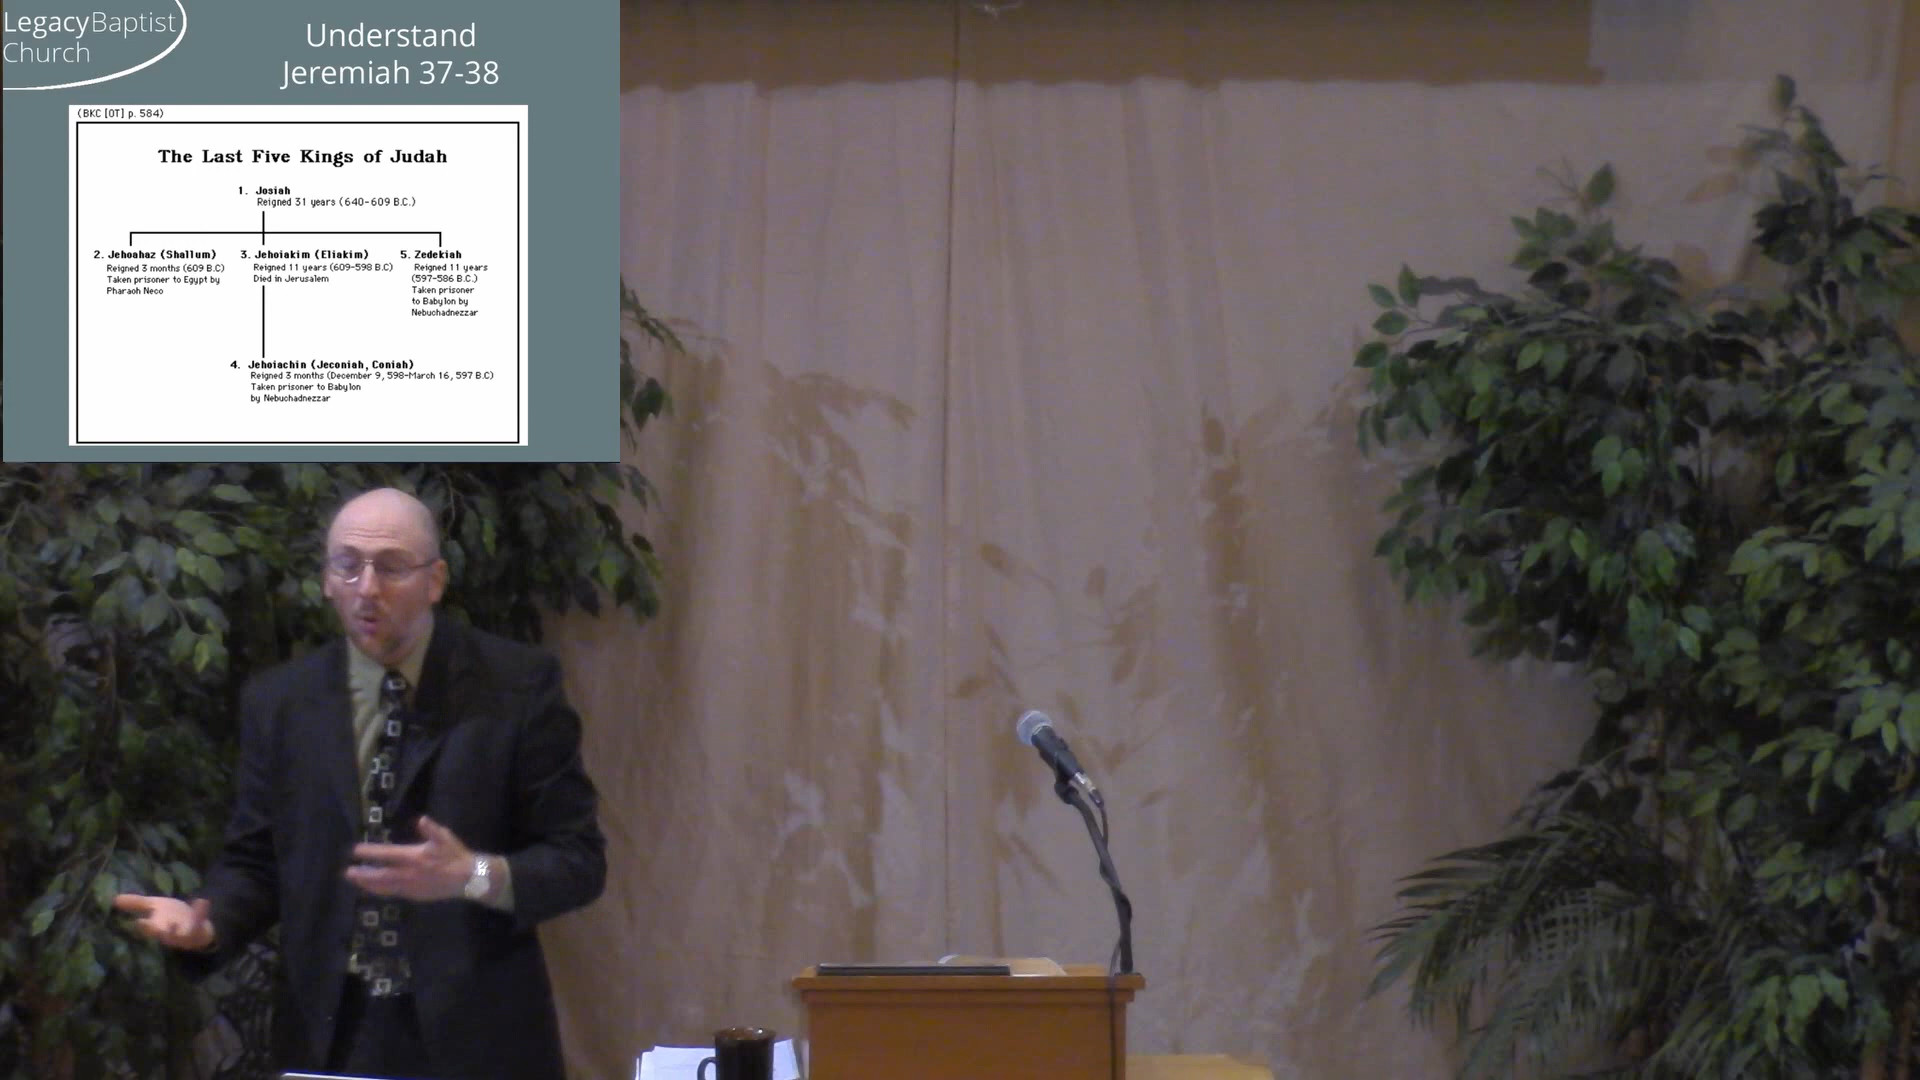 LegacyBaptist
Church
Understand
Jeremiah 37-38
(BKC [OT] p. 584)
The Last Five Kings of Judah
1. Josiah
Reigned 31 years (640-609 B.C.)
2. Jehoahaz (Shallum)
Reigned 3 months (609 B.C)
Taken prisoner to Egypt by
Pharaoh Neco
3. Jehoiakim (Eliakim)
Reigned 11 years (609-598 B.C)
Died in Jerusalem
5. Zedekiah
Reigned 11 years
(597-586 B.C.)
Taken prisoner
to Babylon by
Nebuchadnezzar
4. Jehoiachin (Jeconiah, Coniah)
Reigned 3 months (December 9, 598-March 16, 597 B.C)
Taken prisoner to Babylon
by Nebuchadnezzar